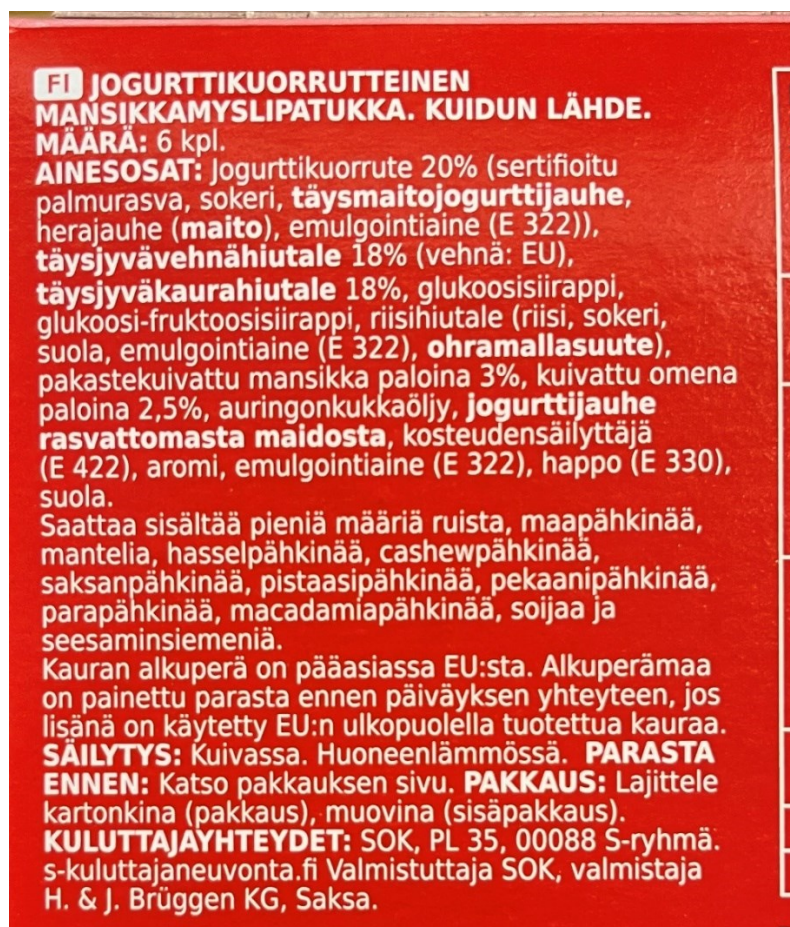 FI JOGURTTIKUORRUTTEINEN
MANSIKKAMYSLIPATUKKA. KUIDUN LÄHDE.
MÄÄRÄ: 6 kpl.
AINESOSAT: Jogurttikuorrute 20% (sertifioitu
palmurasva, sokeri, täysmaitojogurttijauhe,
herajauhe (maito), emulgointiaine (E 322)),
täysjyvävehnähiutale 18% (vehnä: EU),
täysjyväkaurahiutale 18%, glukoosisiirappi,
glukoosi-fruktoosisiirappi, riisihiutale (riisi, sokeri,
suola, emulgointiaine (E 322), ohramallasuute),
pakastekuivattu mansikka paloina 3%, kuivattu omena
paloina 2,5%, auringonkukkaöljy, jogurttijauhe
rasvattomasta maidosta, kosteudensäilyttäjä
(E 422), aromi, emulgointiaine (E 322), happo (E 330),
suola.
Saattaa sisältää pieniä määriä ruista, maapähkinää,
mantelia, hasselpähkinää, cashewpähkinää,
saksanpähkinää, pistaasipähkinää, pekaanipähkinää,
parapähkinää, macadamiapähkinää, soijaa ja
seesaminsiemeniä.
Kauran alkuperä on pääasiassa EU:sta. Alkuperämaa
on painettu parasta ennen päiväyksen yhteyteen, jos
lisänä on käytetty EU:n ulkopuolella tuotettua kauraa.
SÄILYTYS: Kuivassa. Huoneenlämmössä. PARASTA
ENNEN: Katso pakkauksen sivu. PAKKAUS: Lajittele
kartonkina (pakkaus), muovina (sisäpakkaus).
KULUTTAJAYHTEYDET: SOK, PL 35, 00088 S-ryhmä.
s-kuluttajaneuvonta.fi Valmistuttaja SOK, valmistaja
H. & J. Brüggen KG, Saksa.